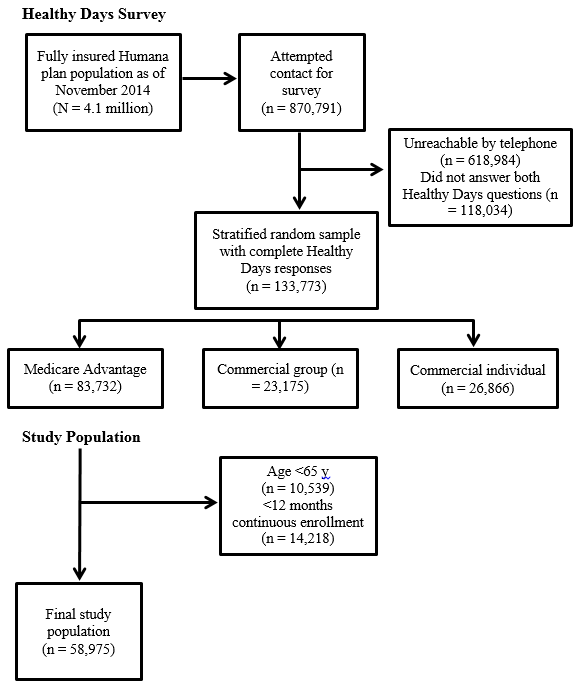 Healthy Days Survey
Fully insured Humana
plan population as of
November 2014
(N = 4.1 million)
Attempted
contact for
survey
(n = 870,791)
Unreachable by telephone
(n = 618,984)
Did not answer both
Healthy Days questions (n
= 118,034)
Stratified random sample
with complete Healthy
Days responses
(n = 133,773)
Medicare Advantage
(n = 83,732)
Commercial group (n
= 23,175)
Commercial individual
(n = 26,866)
Study Population
Age <65 y
(n = 10,539)
<12 months
continuous enrollment
(n = 14,218)
Final study
population
(n = 58,975)